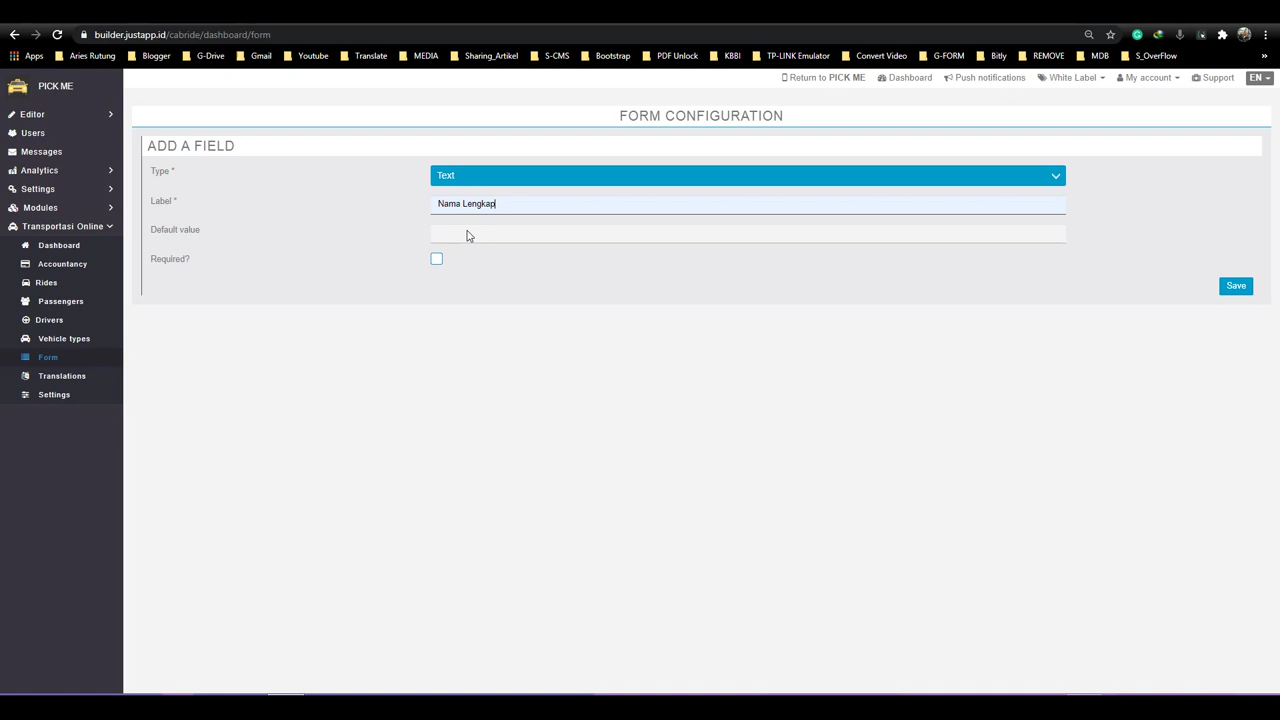 builder.justapp.id/cabride/dashboard/form
Apps Aries Rutung Blogger G-Drive Gmail Youtube Translate MEDIA Sharing_Artikel S-CMS Bootstrap PDF Unlock KBBI TP-LINK Emulator Convert Video G-FORM Bitly REMOVE MDB S_OverFlow »
PICK ME
Return to PICK ME Dashboard Push notifications White Label My account Support EN
Editor
Users
Messages
Analytics
Settings
Modules
Transportasi Online
Dashboard
Accountancy
Rides
Passengers
Drivers
Vehicle types
Form
Translations
Settings
FORM CONFIGURATION
ADD A FIELD
Type * Text
Label * Nama Lengkap
Default value
Required?
Save